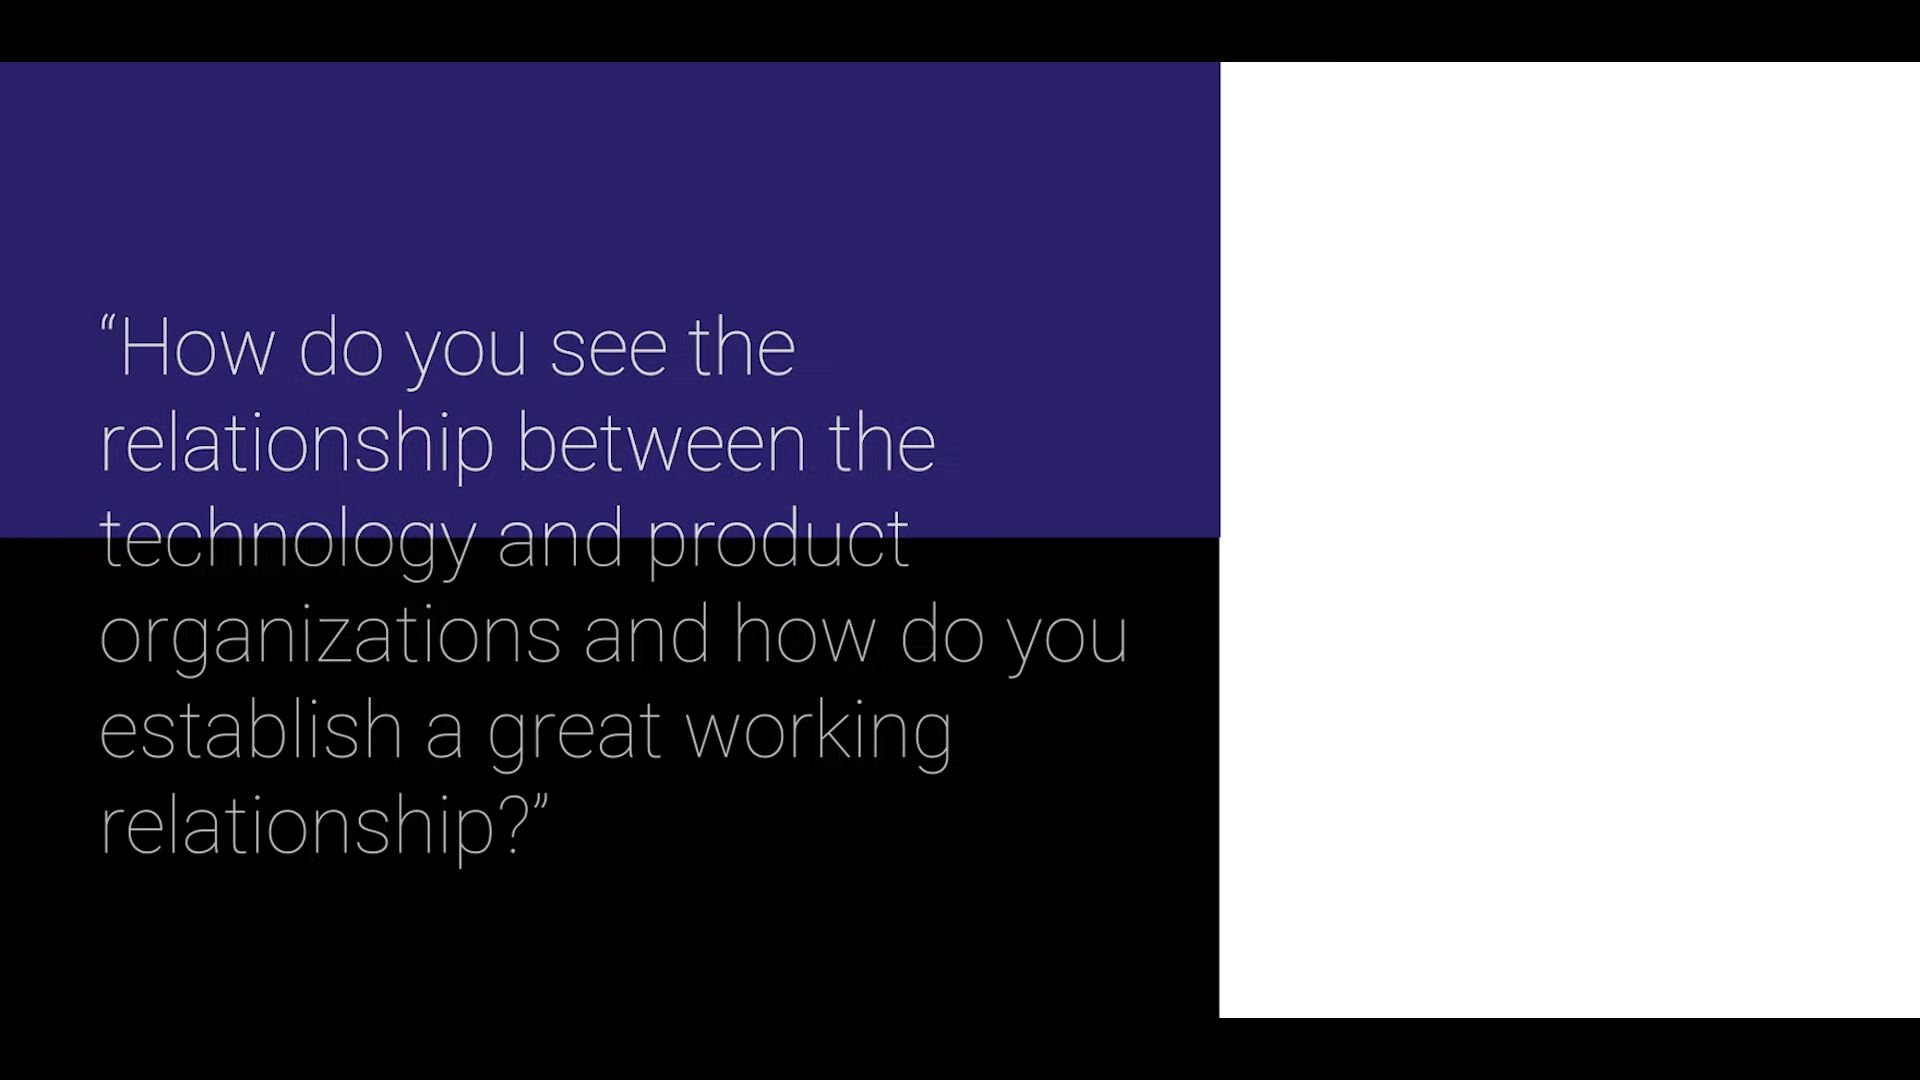 “How do you see the
relationship between the
technology and product
organizations and how do you
establish a great working
relationship?”